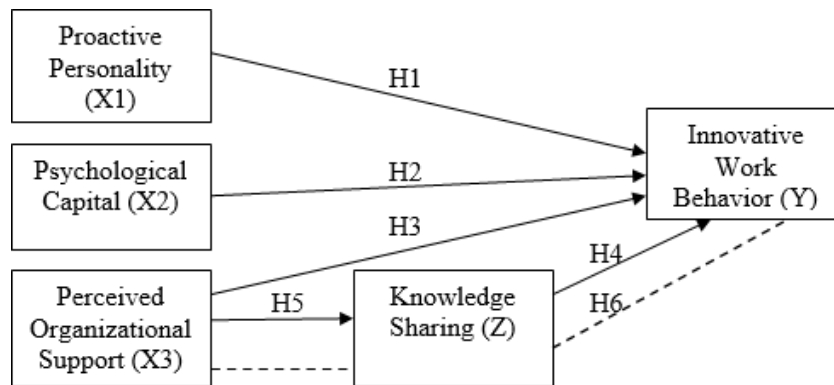 Proactive
Personality
(X1)
H1
Innovative
Work
Behavior (Y)
Psychological
Capital (X2)
H2
H3
H4
Perceived
Organizational
Support (X3)
H5
Knowledge
Sharing (Z)
H6